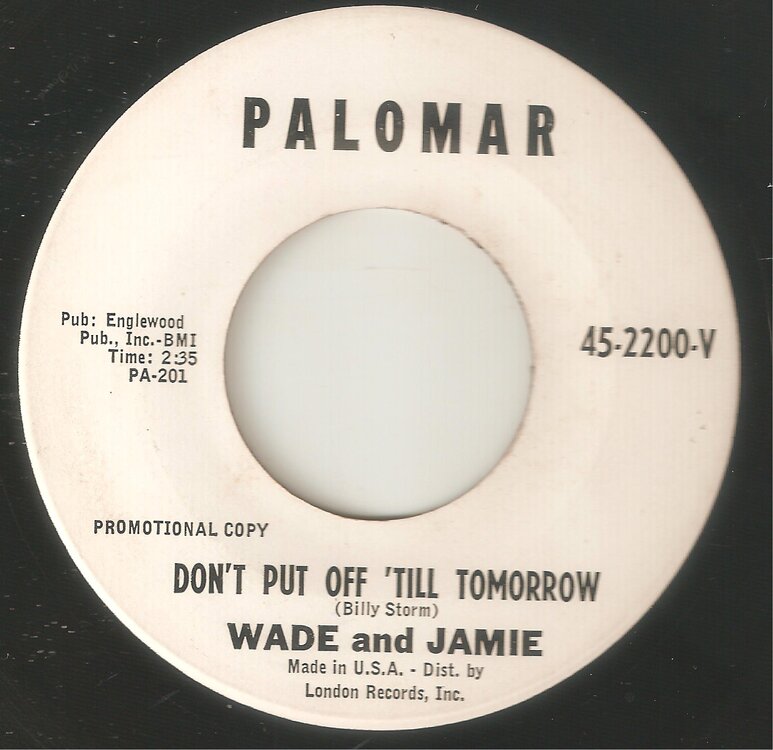 PALOMAR
Pub: Englewood
Pub., Inc.-BMI
Time: 2:35
PA-201
45-2200-V
PROMOTIONAL COPY
DON'T PUT OFF 'TILL TOMORROW
(Billy Storm)
WADE and JAMIE
Made in U.S.A. - Dist. by
London Records, Inc.